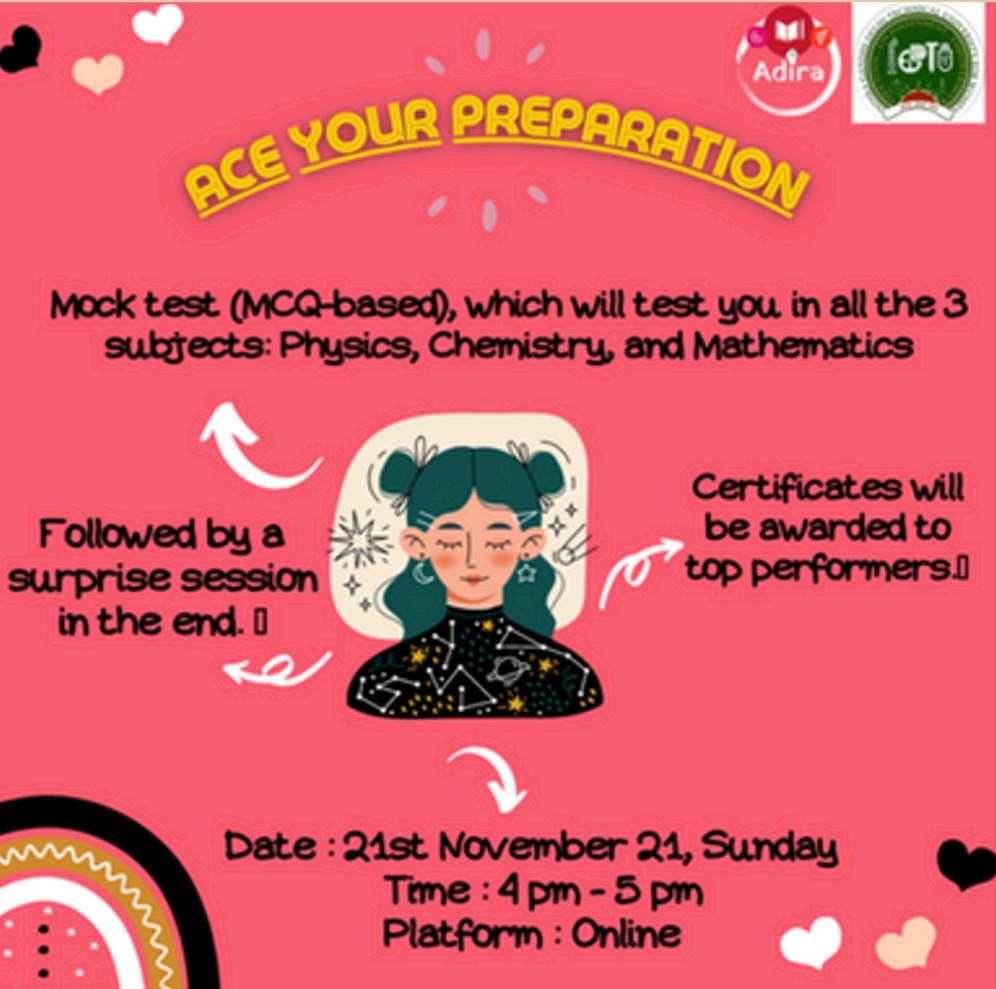 Adira
ACE YOUR PREPARATION
Mock test (MCQ-based), which will test you in all the 3
subjects: Physics, Chemistry, and Mathematics
Certificates will
be awarded to
top performers.
Followed by a
surprise session
in the end.
Date : 21st November 21, Sunday
Time : 4 pm - 5 pm
Platform : Online